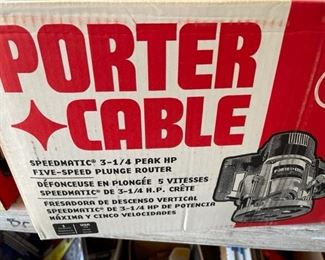 PORTER
CABLE
SPEEDMATIC® 3-1/4 PEAK HP
FIVE-SPEED PLUNGE ROUTER
DÉFONCEUSE EN PLONGÉE 5 VITESSES
SPEEDMATIC® DE 3-1/4 H.P. CRÊTE
FRESADORA DE DESCENSO VERTICAL
SPEEDMATIC® DE 3-1/4 HP DE POTENCIA
MÁXIMA Y CINCO VELOCIDADES